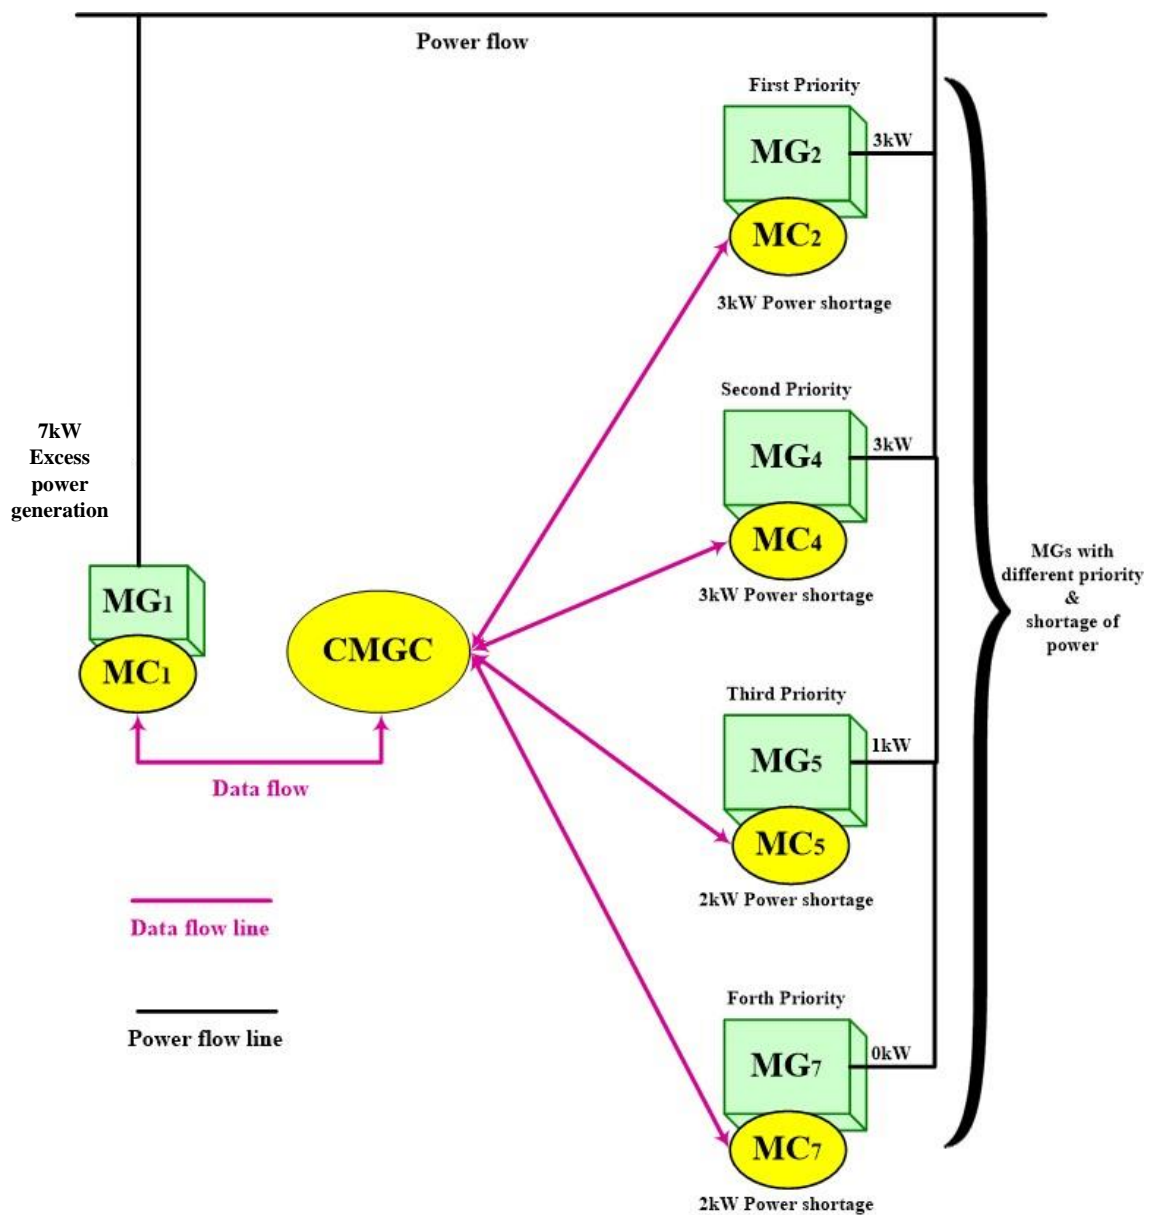 Power flow
First Priority
MG2
3kW
MC2
3kW Power shortage
Second Priority
MG4
3kW
MC4
3kW Power shortage
7kW
Excess
power
generation
MG1
MC1
CMGC
Data flow
MGs with
different priority
&
shortage of
power
Third Priority
MG5
1kW
MC5
2kW Power shortage
Data flow line
Power flow line
Forth Priority
MG7
0kW
MC7
2kW Power shortage